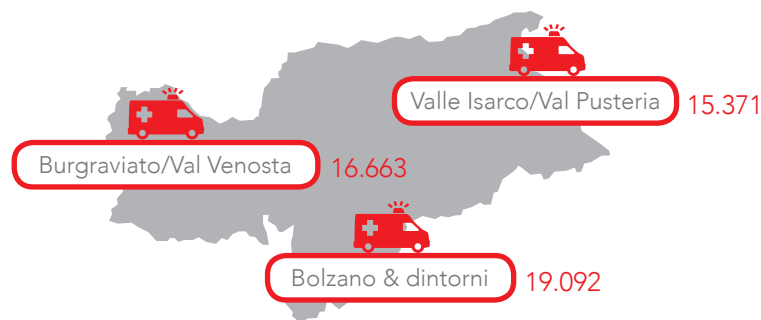 Valle Isarco/Val Pusteria 15.371
Burgraviato/Val Venosta 16.663
Bolzano & dintorni 19.092